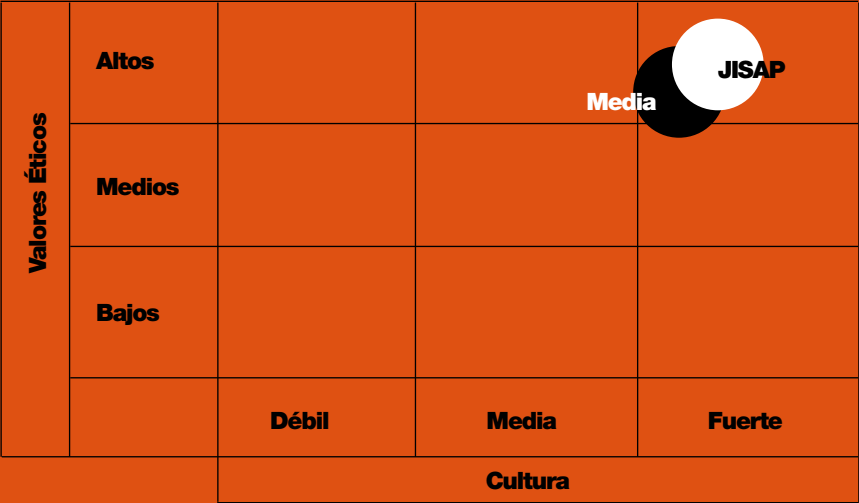 Valores Éticos
Altos
JISAP
Media
Medios
Bajos
Débil
Media
Fuerte
Cultura